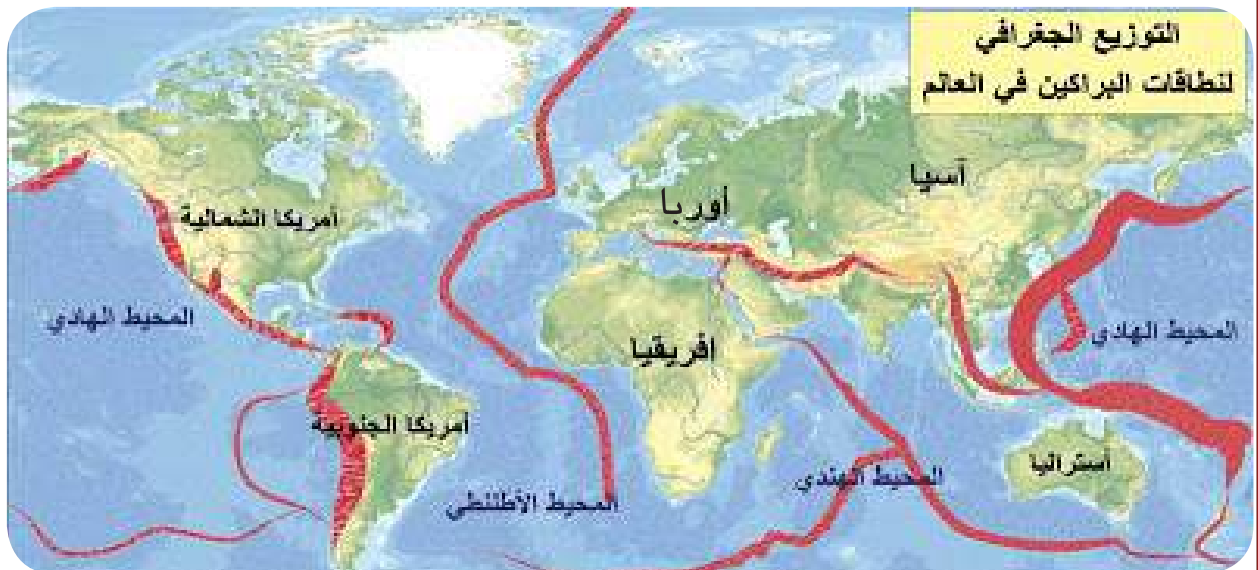 التوزيع الجغرافي
لنطاقات البراكين في العالم
آسيا
أوربا
أمريكا الشمالية
المحيط الهادي
المحيط الهادي
افريقيا
أمريكا الجنوبية
أستراليا
المحيط الهندي
المحيط الأطلنطي